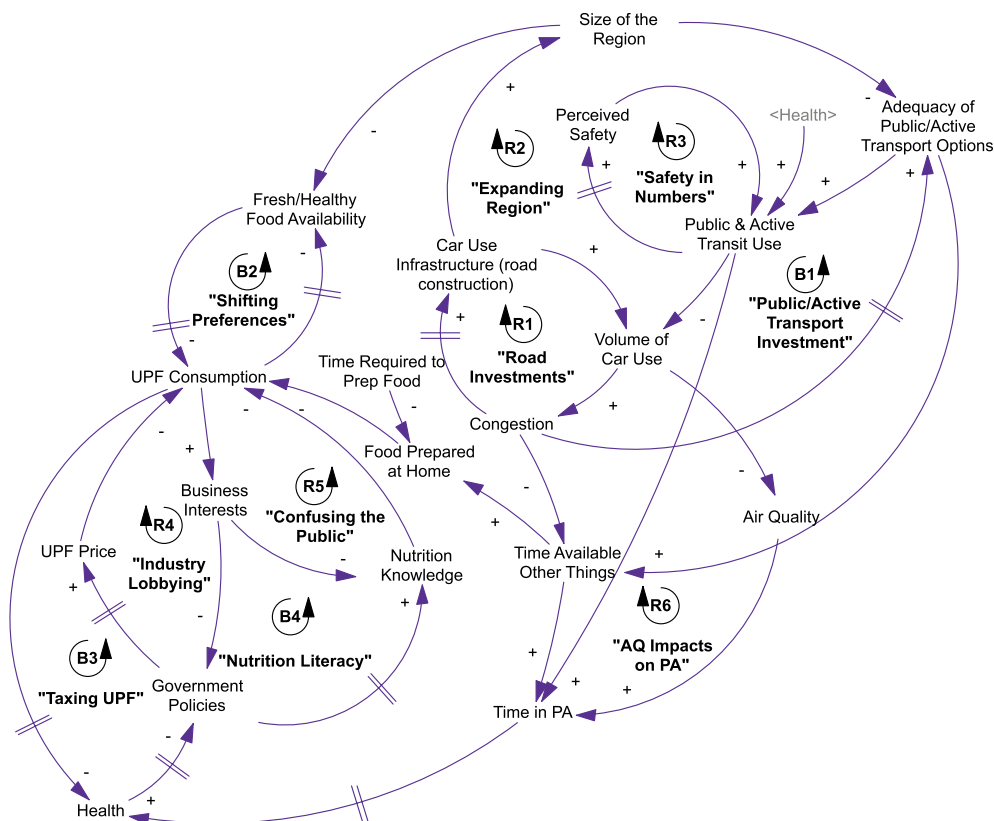 Size of the
Region
Adequacy of
Public/Active
Transport Options
-
-
+
Perceived
Safety
<Health>
R2
R3
"Expanding
Region"
"Safety in
Numbers"
+
+
+
+
+
Fresh/Healthy
Food Availability
Public & Active
Transit Use
Car Use
Infrastructure (road
construction)
+
-
B2
"Shifting
Preferences"
B1
"Public/Active
Transport
Investment"
-
+
R1
"Road
Investments"
-
Volume of
Car Use
UPF Consumption
Time Required to
Prep Food
-
-
-
+
Congestion
-
+
Food Prepared
at Home
-
-
R5
"Confusing the
Public"
Business
Interests
+
Air Quality
R4
"Industry
Lobbying"
UPF Price
-
Nutrition
Knowledge
Time Available
Other Things
+
+
+
-
B4
"Nutrition Literacy"
R6
"AQ Impacts
on PA"
B3
"Taxing UPF"
+
Government
Policies
+
+
Time in PA
-
-
+
Health